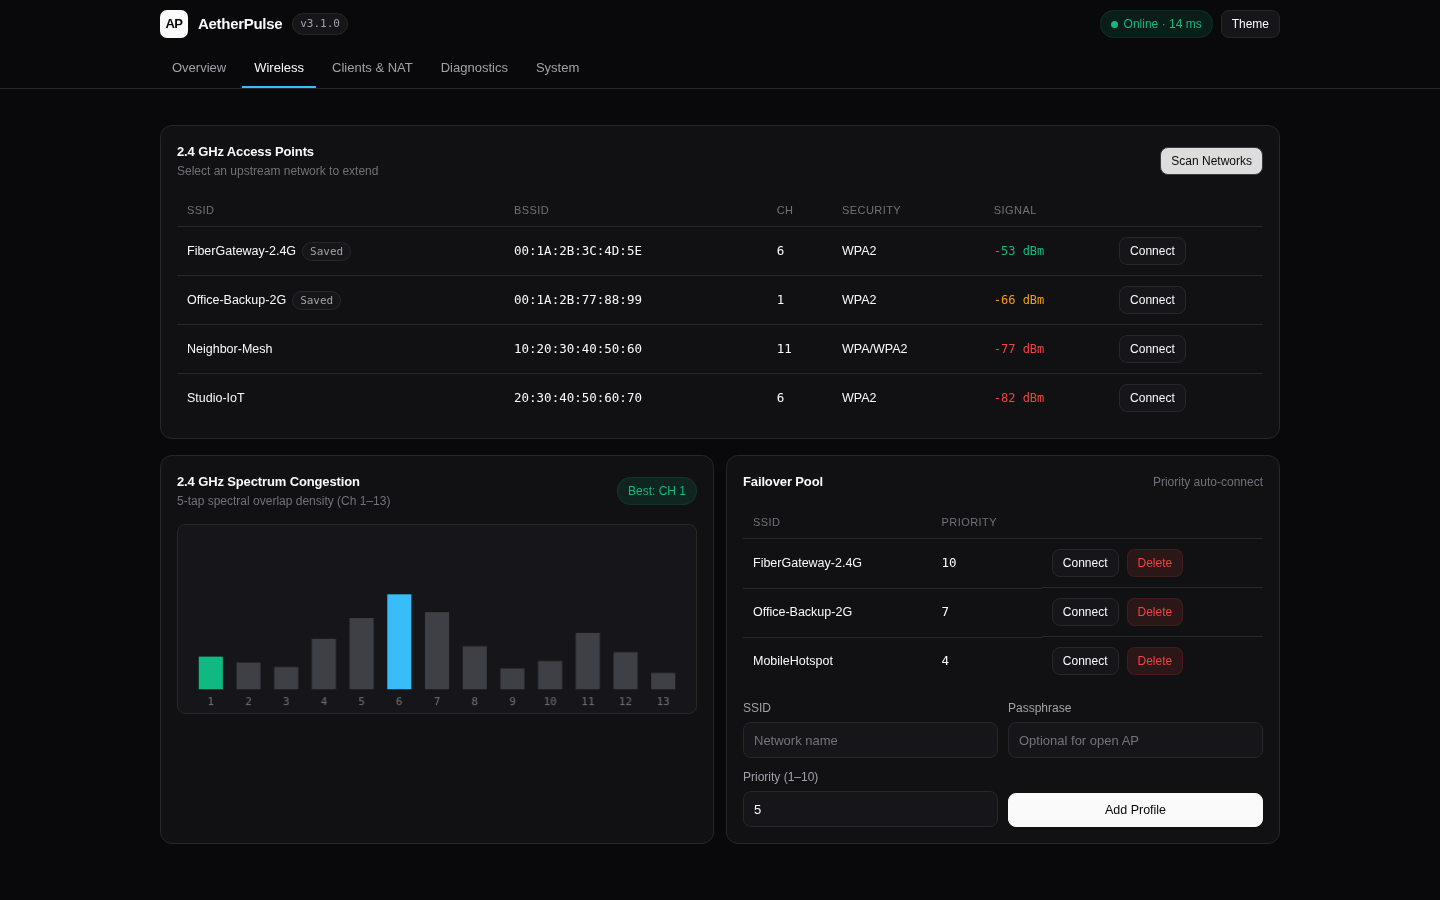 AP AetherPulse v3.1.0 Online · 14 ms Theme
Overview Wireless Clients & NAT Diagnostics System
2.4 GHz Access Points
Select an upstream network to extend
Scan Networks
SSID BSSID CH SECURITY SIGNAL
FiberGateway-2.4G Saved 00:1A:2B:3C:4D:5E 6 WPA2 -53 dBm Connect
Office-Backup-2G Saved 00:1A:2B:77:88:99 1 WPA2 -66 dBm Connect
Neighbor-Mesh 10:20:30:40:50:60 11 WPA/WPA2 -77 dBm Connect
Studio-IoT 20:30:40:50:60:70 6 WPA2 -82 dBm Connect
2.4 GHz Spectrum Congestion
5-tap spectral overlap density (Ch 1–13)
Best: CH 1
1 2 3 4 5 6 7 8 9 10 11 12 13
Failover Pool Priority auto-connect
SSID PRIORITY
FiberGateway-2.4G 10 Connect Delete
Office-Backup-2G 7 Connect Delete
MobileHotspot 4 Connect Delete
SSID Passphrase
Network name Optional for open AP
Priority (1–10)
5 Add Profile